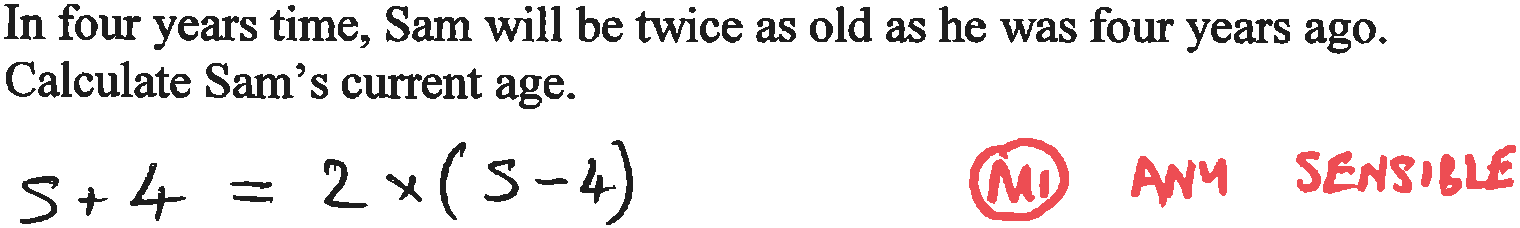 In four years time, Sam will be twice as old as he was four years ago.
Calculate Sam's current age.
S + 4 = 2 × (S - 4) M1 ANY SENSIBLE